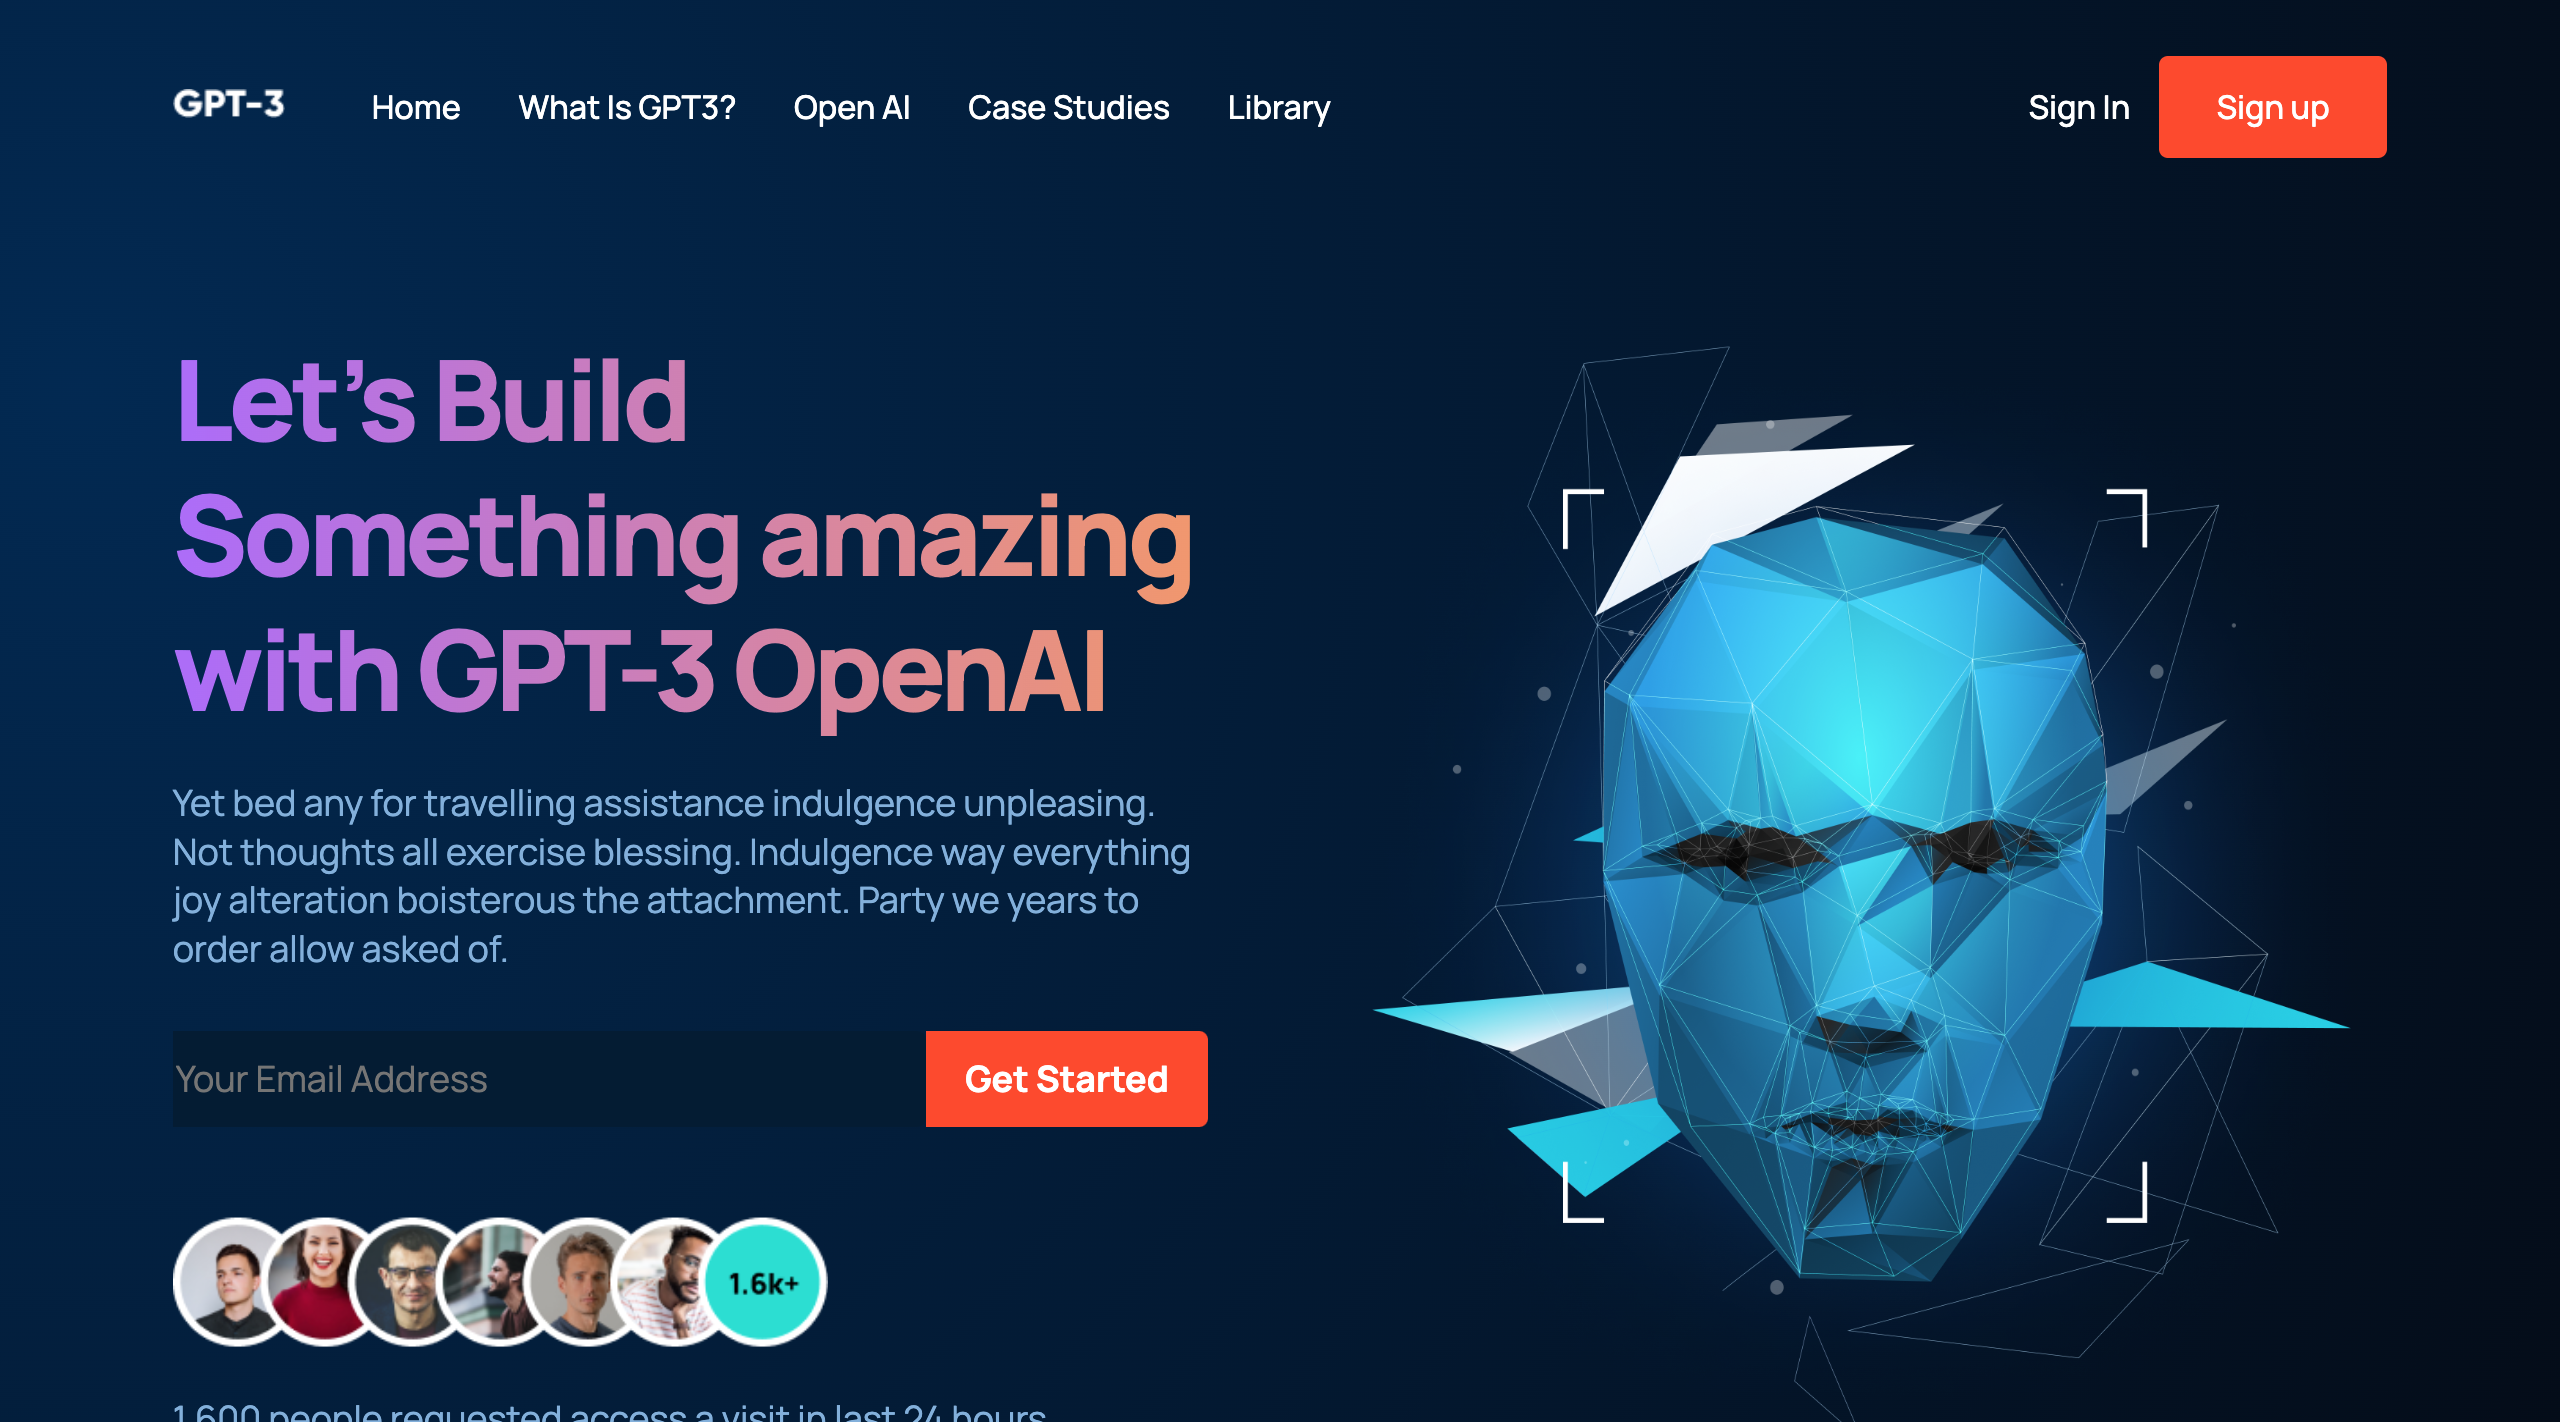 GPT-3
Home
What Is GPT3?
Open AI
Case Studies
Library
Sign In
Sign up
Let’s Build
Something amazing
with GPT-3 OpenAI
Yet bed any for travelling assistance indulgence unpleasing.
Not thoughts all exercise blessing. Indulgence way everything
joy alteration boisterous the attachment. Party we years to
order allow asked of.
Your Email Address
Get Started
1.6k+
1,600 people requested access a visit in last 24 hours